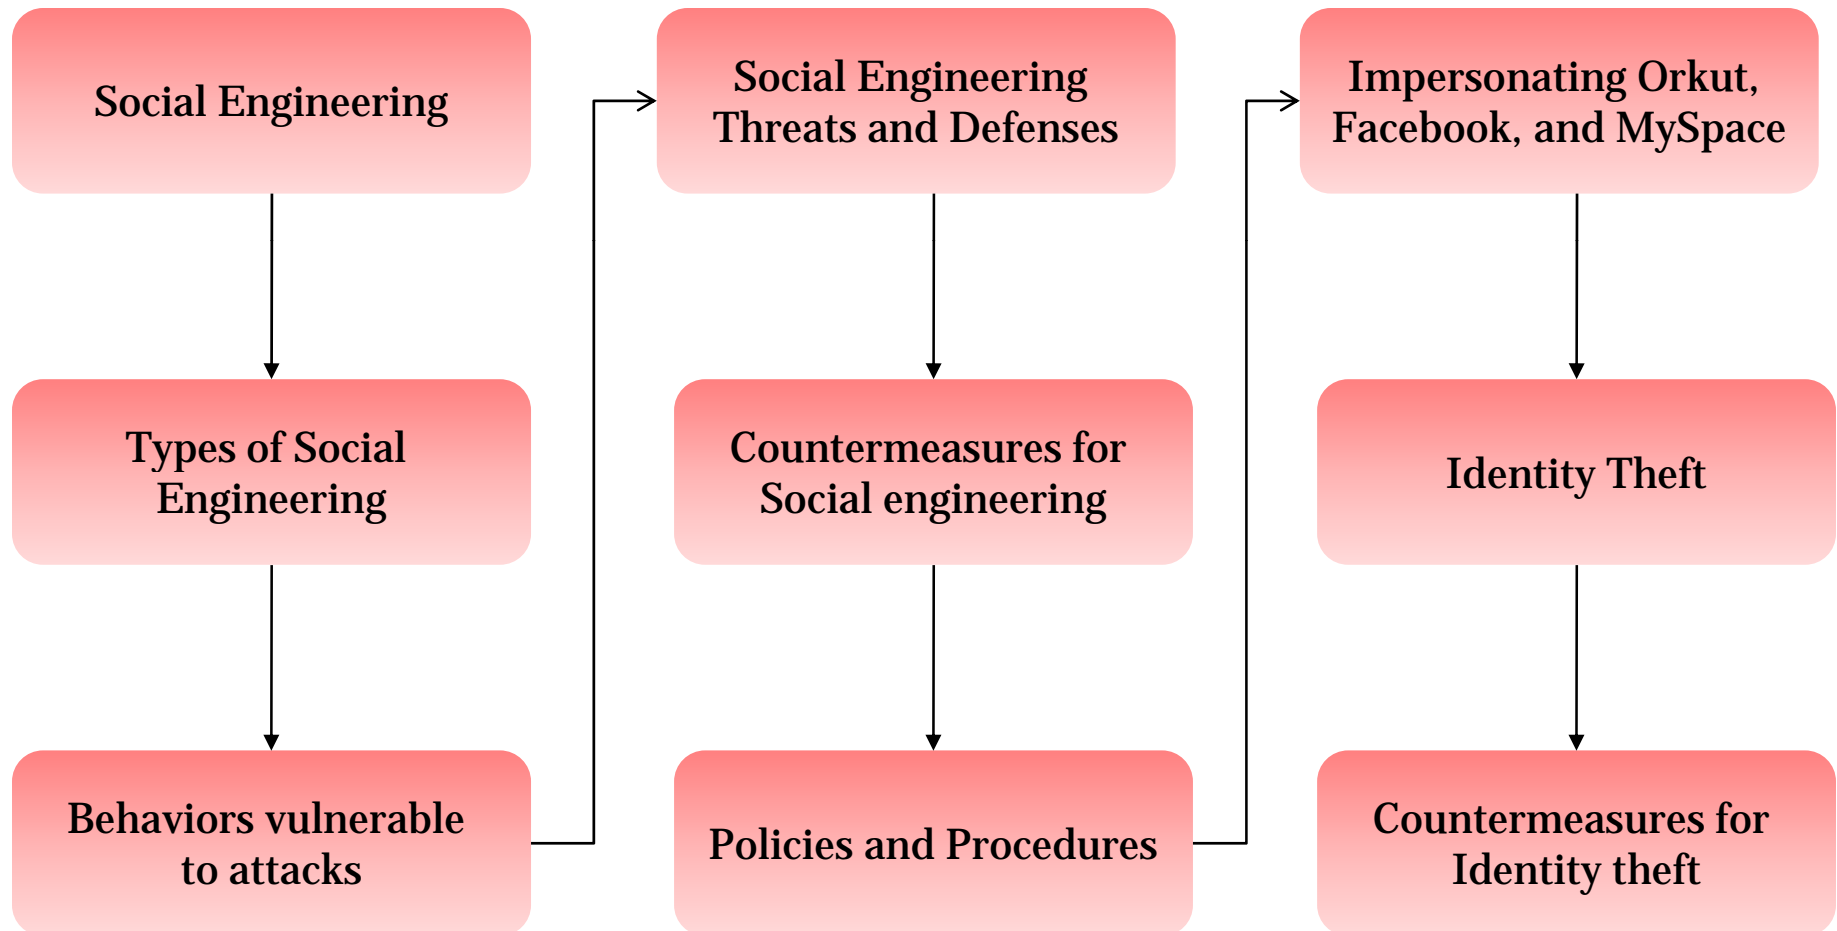 Social Engineering
Types of Social
Engineering
Behaviors vulnerable
to attacks
Social Engineering
Threats and Defenses
Countermeasures for
Social engineering
Policies and Procedures
Impersonating Orkut,
Facebook, and MySpace
Identity Theft
Countermeasures for
Identity theft